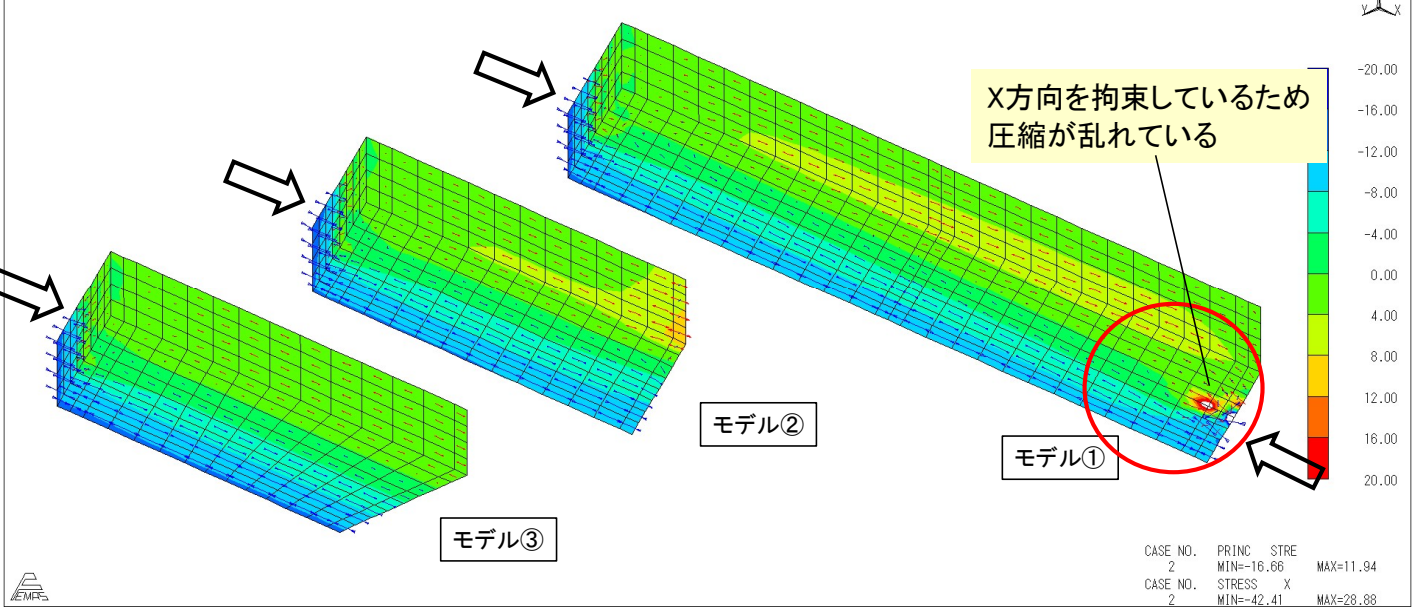 Y X
X方向を拘束しているため
圧縮が乱れている
-20.00
-16.00
-12.00
-8.00
-4.00
0.00
4.00
8.00
12.00
16.00
20.00
モデル①
モデル②
モデル③
CASE NO. PRINC STRE
2 MIN=-16.66 MAX=11.94
CASE NO. STRESS X
2 MIN=-42.41 MAX=28.88